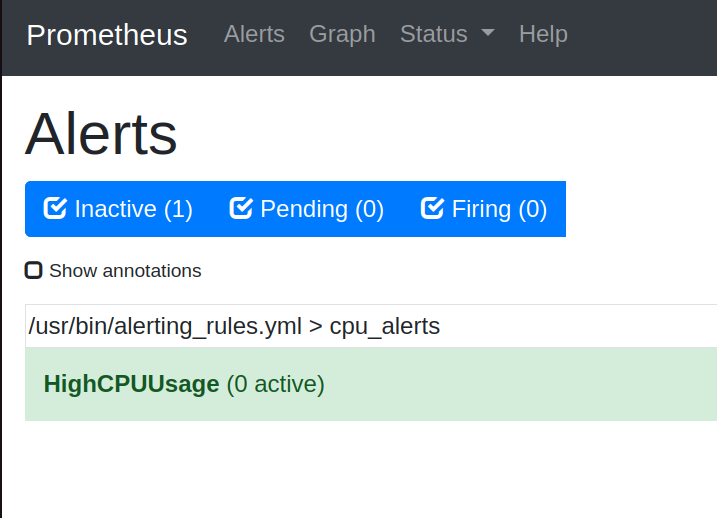 Prometheus Alerts Graph Status Help
Alerts
Inactive (1) Pending (0) Firing (0)
Show annotations
/usr/bin/alerting_rules.yml > cpu_alerts
HighCPUUsage (0 active)